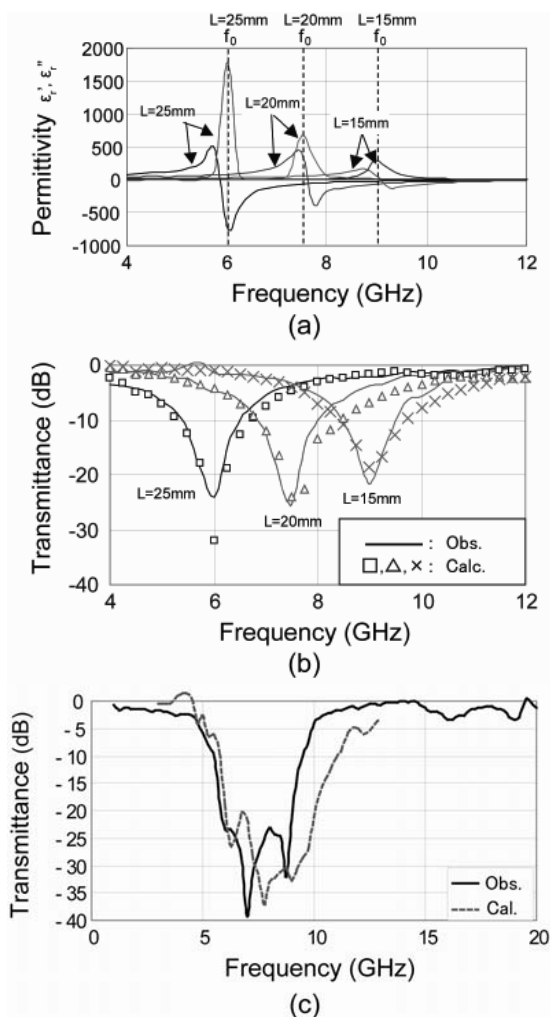 L=25mm L=20mm L=15mm
f₀ f₀ f₀
2000
1500
1000
500
0
-500
-1000
Permittivity εᵣ', εᵣ"
L=25mm
L=20mm
L=15mm
4 6 8 10 12
Frequency (GHz)
(a)
0
-10
-20
-30
-40
Transmittance (dB)
L=25mm
L=20mm
L=15mm
— : Obs.
□,△,× : Calc.
4 6 8 10 12
Frequency (GHz)
(b)
0
- 5
-10
-15
-20
-25
-30
-35
- 40
Transmittance (dB)
Obs.
Cal.
0 5 10 15 20
Frequency (GHz)
(c)